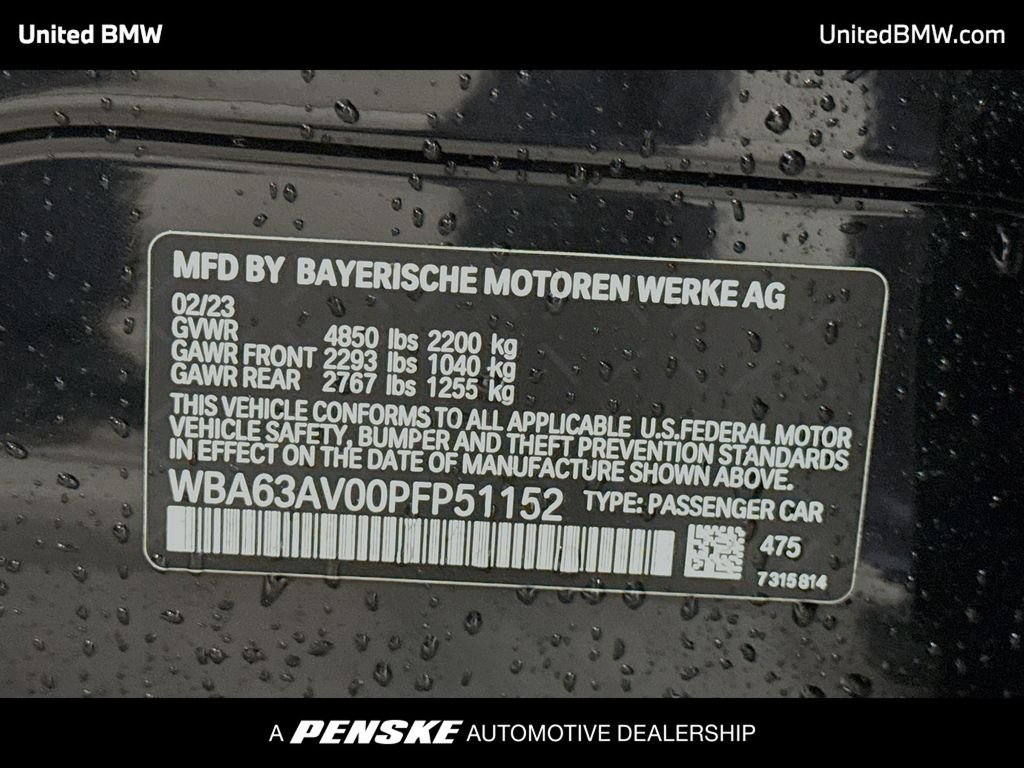 United BMW
UnitedBMW.com
MFD BY BAYERISCHE MOTOREN WERKE AG
02/23
GVWR 4850 lbs 2200 kg
GAWR FRONT 2293 lbs 1040 kg
GAWR REAR 2767 lbs 1255 kg
THIS VEHICLE CONFORMS TO ALL APPLICABLE U.S.FEDERAL MOTOR
VEHICLE SAFETY, BUMPER AND THEFT PREVENTION STANDARDS
IN EFFECT ON THE DATE OF MANUFACTURE SHOWN ABOVE.
WBA63AV00PFP51152 TYPE: PASSENGER CAR
475
7315814
A PENSKE AUTOMOTIVE DEALERSHIP